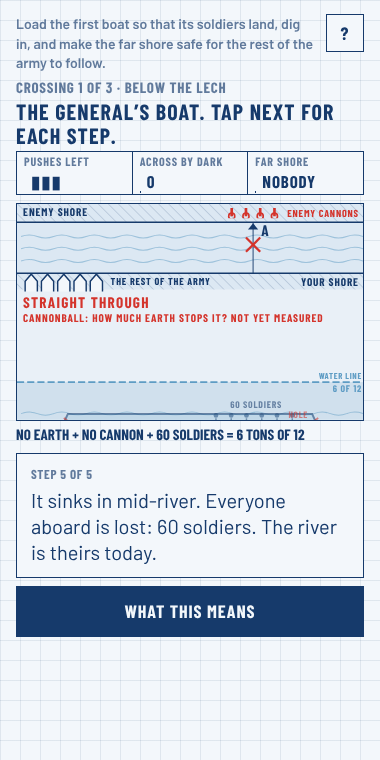 Load the first boat so that its soldiers land, dig
in, and make the far shore safe for the rest of the
army to follow.
?
CROSSING 1 OF 3 · BELOW THE LECH
THE GENERAL'S BOAT. TAP NEXT FOR
EACH STEP.
PUSHES LEFT
ACROSS BY DARK
0
FAR SHORE
NOBODY
ENEMY SHORE
ENEMY CANNONS
A
THE REST OF THE ARMY
YOUR SHORE
STRAIGHT THROUGH
CANNONBALL: HOW MUCH EARTH STOPS IT? NOT YET MEASURED
WATER LINE
6 OF 12
60 SOLDIERS
HOLE
NO EARTH + NO CANNON + 60 SOLDIERS = 6 TONS OF 12
STEP 5 OF 5
It sinks in mid-river. Everyone
aboard is lost: 60 soldiers. The river
is theirs today.
WHAT THIS MEANS